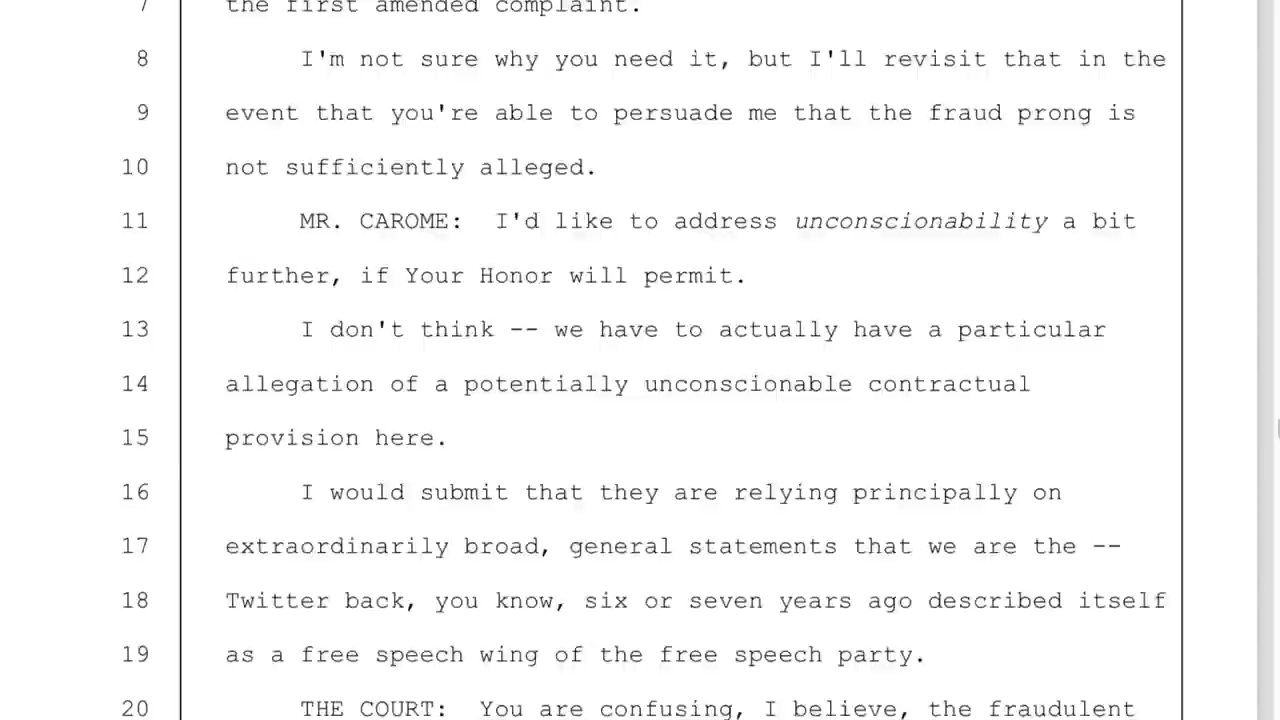 7 the first amended complaint.
8 I'm not sure why you need it, but I'll revisit that in the
9 event that you're able to persuade me that the fraud prong is
10 not sufficiently alleged.
11 MR. CAROME: I'd like to address unconscionability a bit
12 further, if Your Honor will permit.
13 I don't think -- we have to actually have a particular
14 allegation of a potentially unconscionable contractual
15 provision here.
16 I would submit that they are relying principally on
17 extraordinarily broad, general statements that we are the --
18 Twitter back, you know, six or seven years ago described itself
19 as a free speech wing of the free speech party.
20 THE COURT: You are confusing, I believe, the fraudulent